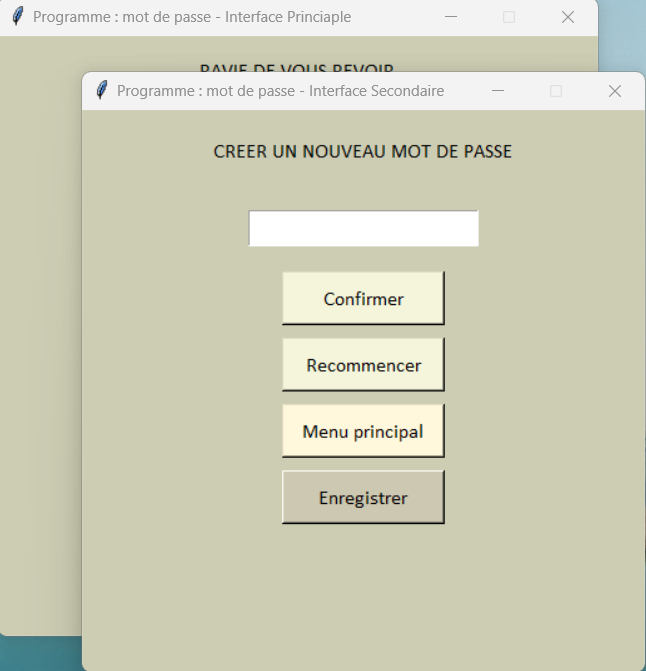 Programme : mot de passe - Interface Princiaple
RAVIE DE VOUS REVOIR
Programme : mot de passe - Interface Secondaire
CREER UN NOUVEAU MOT DE PASSE
Confirmer
Recommencer
Menu principal
Enregistrer